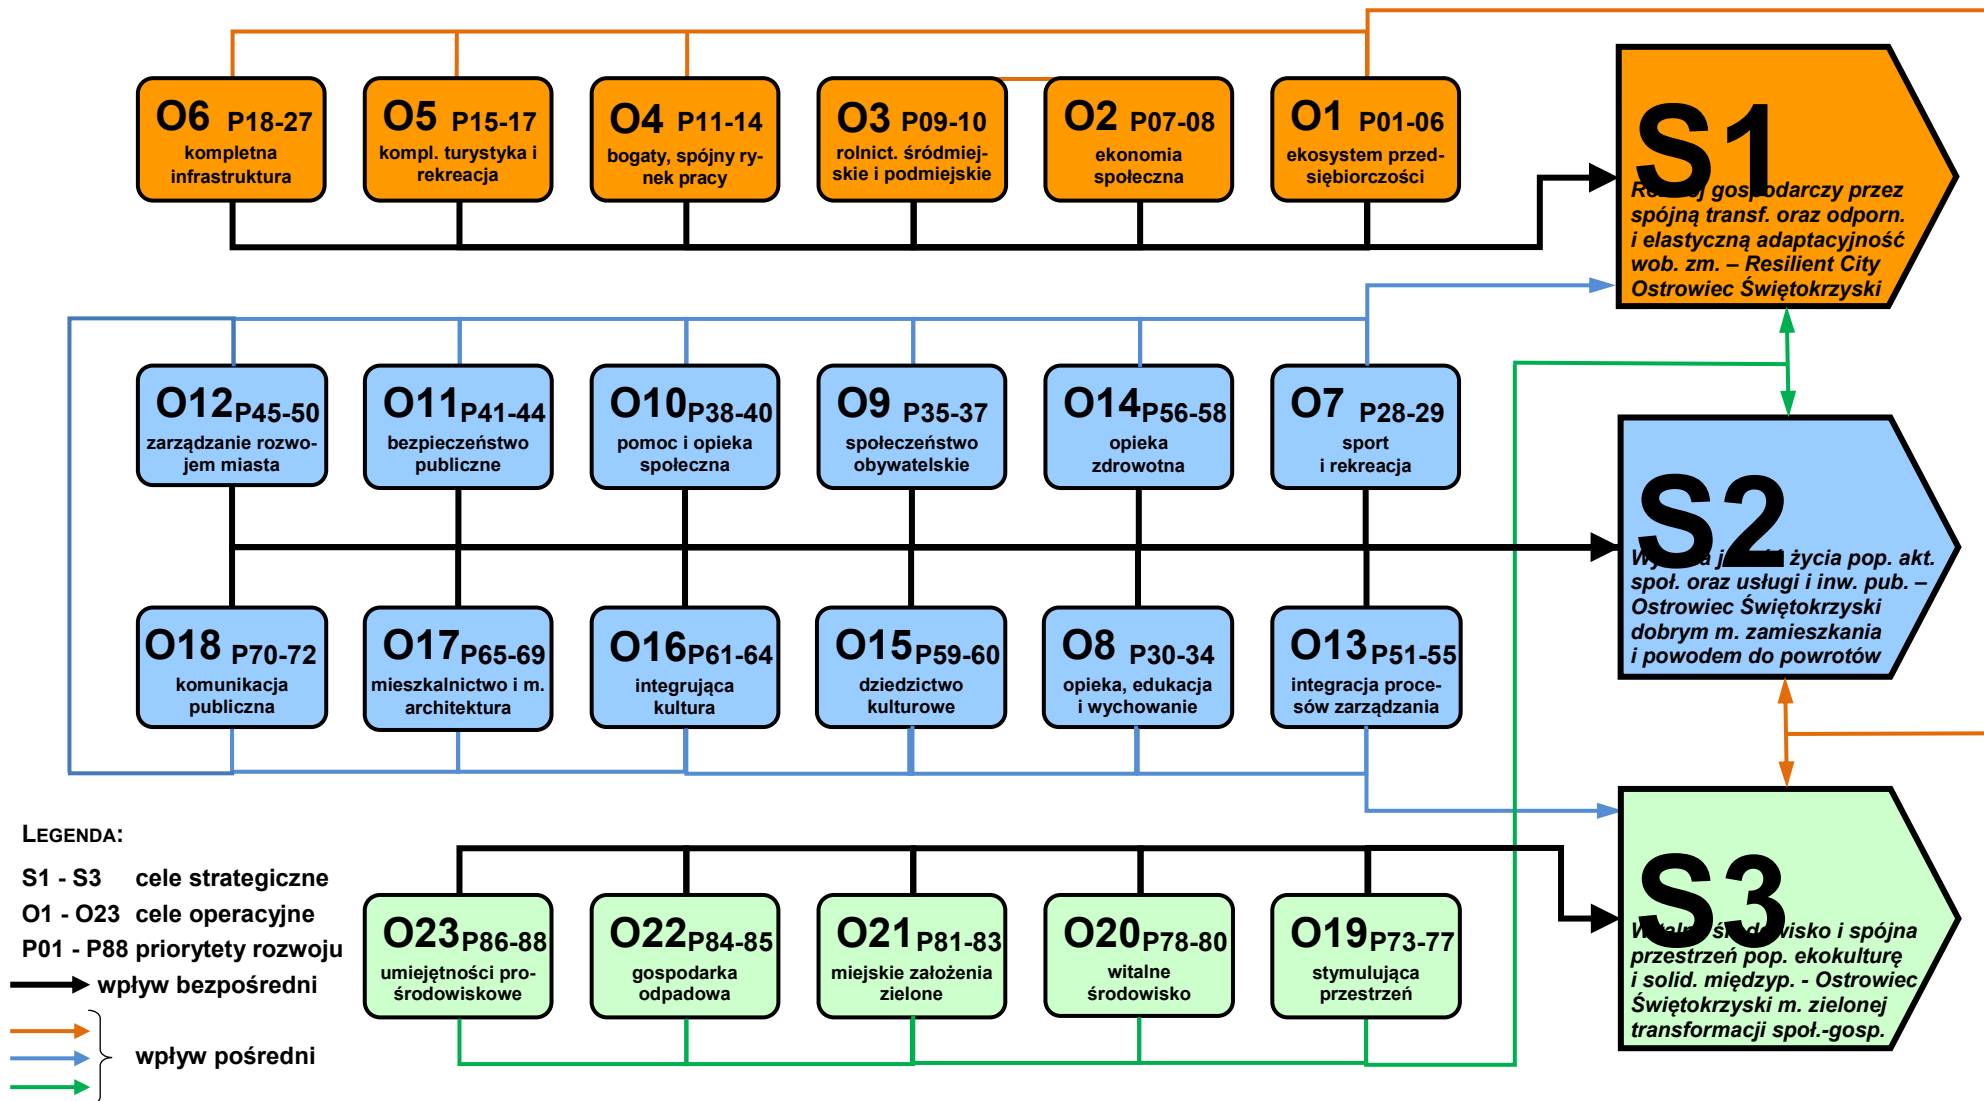 O6 P18-27
kompletna
infrastruktura
O5 P15-17
kompl. turystyka i
rekreacja
O4 P11-14
bogaty, spójny ry-
nek pracy
O3 P09-10
rolnict. śródmiej-
skie i podmiejskie
O2 P07-08
ekonomia
społeczna
O1 P01-06
ekosystem przed-
siębiorczości
S1
gospodarczy przez
spójną transf. oraz odporn.
i elastyczną adaptacyjność
wob. zm. – Resilient City
Ostrowiec Świętokrzyski
O12 P45-50
zarządzanie rozwo-
jem miasta
O11 P41-44
bezpieczeństwo
publiczne
O10 P38-40
pomoc i opieka
społeczna
O9 P35-37
społeczeństwo
obywatelskie
O14 P56-58
opieka
zdrowotna
O7 P28-29
sport
i rekreacja
S2
życia pop. akt.
społ. oraz usługi i inw. pub. –
Ostrowiec Świętokrzyski
dobrym m. zamieszkania
i powodem do powrotów
O18 P70-72
komunikacja
publiczna
O17 P65-69
mieszkalnictwo i m.
architektura
O16 P61-64
integrująca
kultura
O15 P59-60
dziedzictwo
kulturowe
O8 P30-34
opieka, edukacja
i wychowanie
O13 P51-55
integracja proce-
sów zarządzania
S3
środowisko i spójna
przestrzeń pop. ekokulturę
i solid. międzyp. - Ostrowiec
Świętokrzyski m. zielonej
transformacji społ.-gosp.
O23 P86-88
umiejętności pro-
środowiskowe
O22 P84-85
gospodarka
odpadowa
O21 P81-83
miejskie założenia
zielone
O20 P78-80
witalne
środowisko
O19 P73-77
stymulująca
przestrzeń
LEGENDA:
S1 - S3 cele strategiczne
O1 - O23 cele operacyjne
P01 - P88 priorytety rozwoju
wpływ bezpośredni
wpływ pośredni